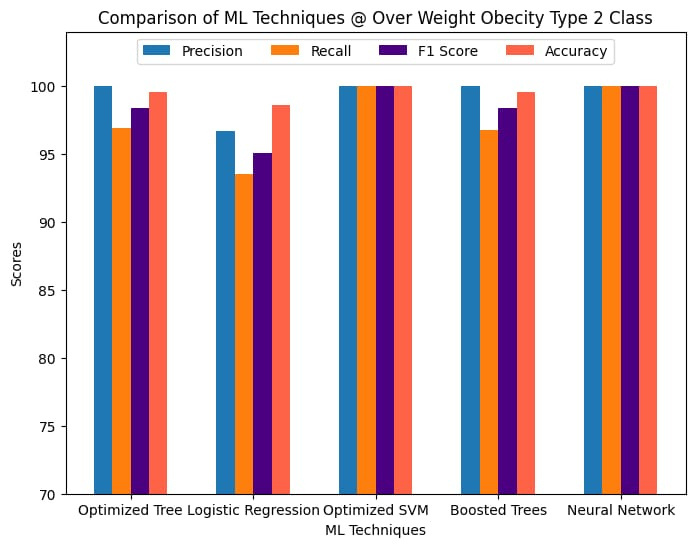 Comparison of ML Techniques @ Over Weight Obecity Type 2 Class
Precision Recall F1 Score Accuracy
100
95
90
85
80
75
70
Scores
Optimized Tree Logistic Regression Optimized SVM Boosted Trees Neural Network
ML Techniques